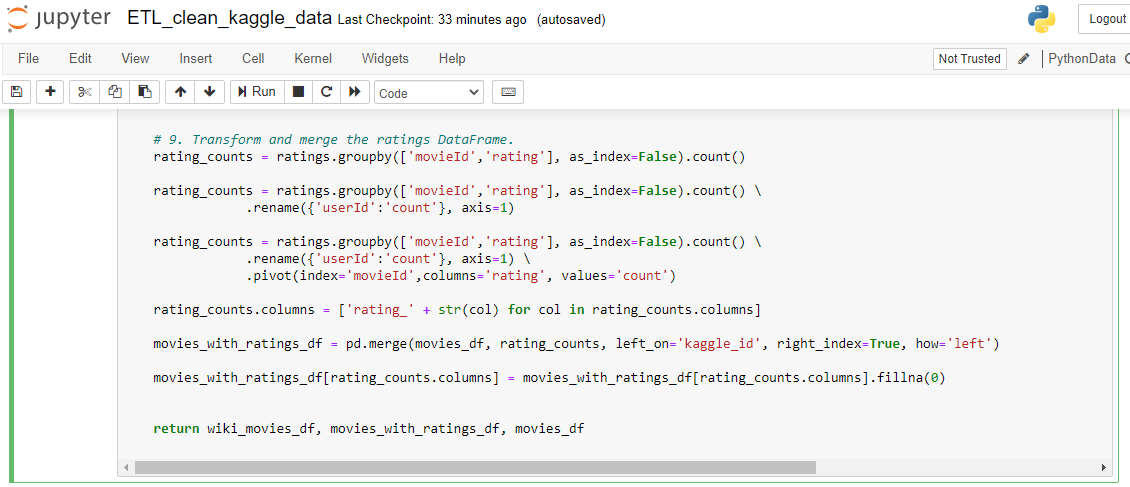 jupyter ETL_clean_kaggle_data Last Checkpoint: 33 minutes ago (autosaved) Logout
File Edit View Insert Cell Kernel Widgets Help Not Trusted PythonData
Run Code
# 9. Transform and merge the ratings DataFrame.
rating_counts = ratings.groupby(['movieId','rating'], as_index=False).count()
rating_counts = ratings.groupby(['movieId','rating'], as_index=False).count() \
.rename({'userId':'count'}, axis=1)
rating_counts = ratings.groupby(['movieId','rating'], as_index=False).count() \
.rename({'userId':'count'}, axis=1) \
.pivot(index='movieId',columns='rating', values='count')
rating_counts.columns = ['rating_' + str(col) for col in rating_counts.columns]
movies_with_ratings_df = pd.merge(movies_df, rating_counts, left_on='kaggle_id', right_index=True, how='left')
movies_with_ratings_df[rating_counts.columns] = movies_with_ratings_df[rating_counts.columns].fillna(0)
return wiki_movies_df, movies_with_ratings_df, movies_df